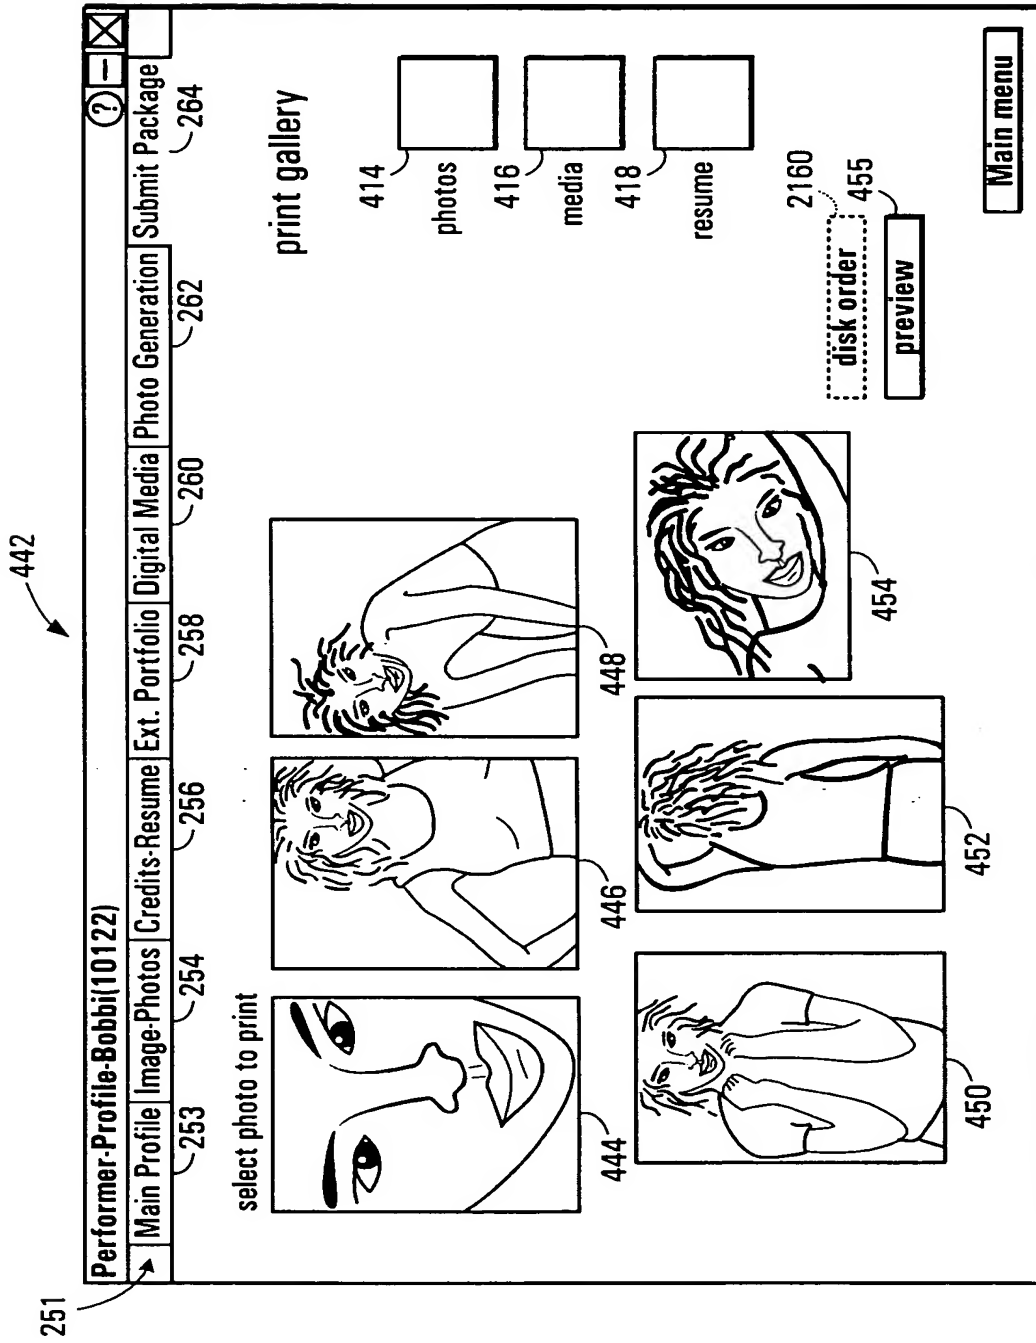 442
251
Performer-Profile-Bobbi(10122)
?
Main Profile Image-Photos Credits-Resume Ext. Portfolio Digital Media Photo Generation Submit Package
253 254 256 258 260 262 264
select photo to print
print gallery
444 446 448
450 452 454
414
photos
416
media
418
resume
2160
disk order
455
preview
Main menu